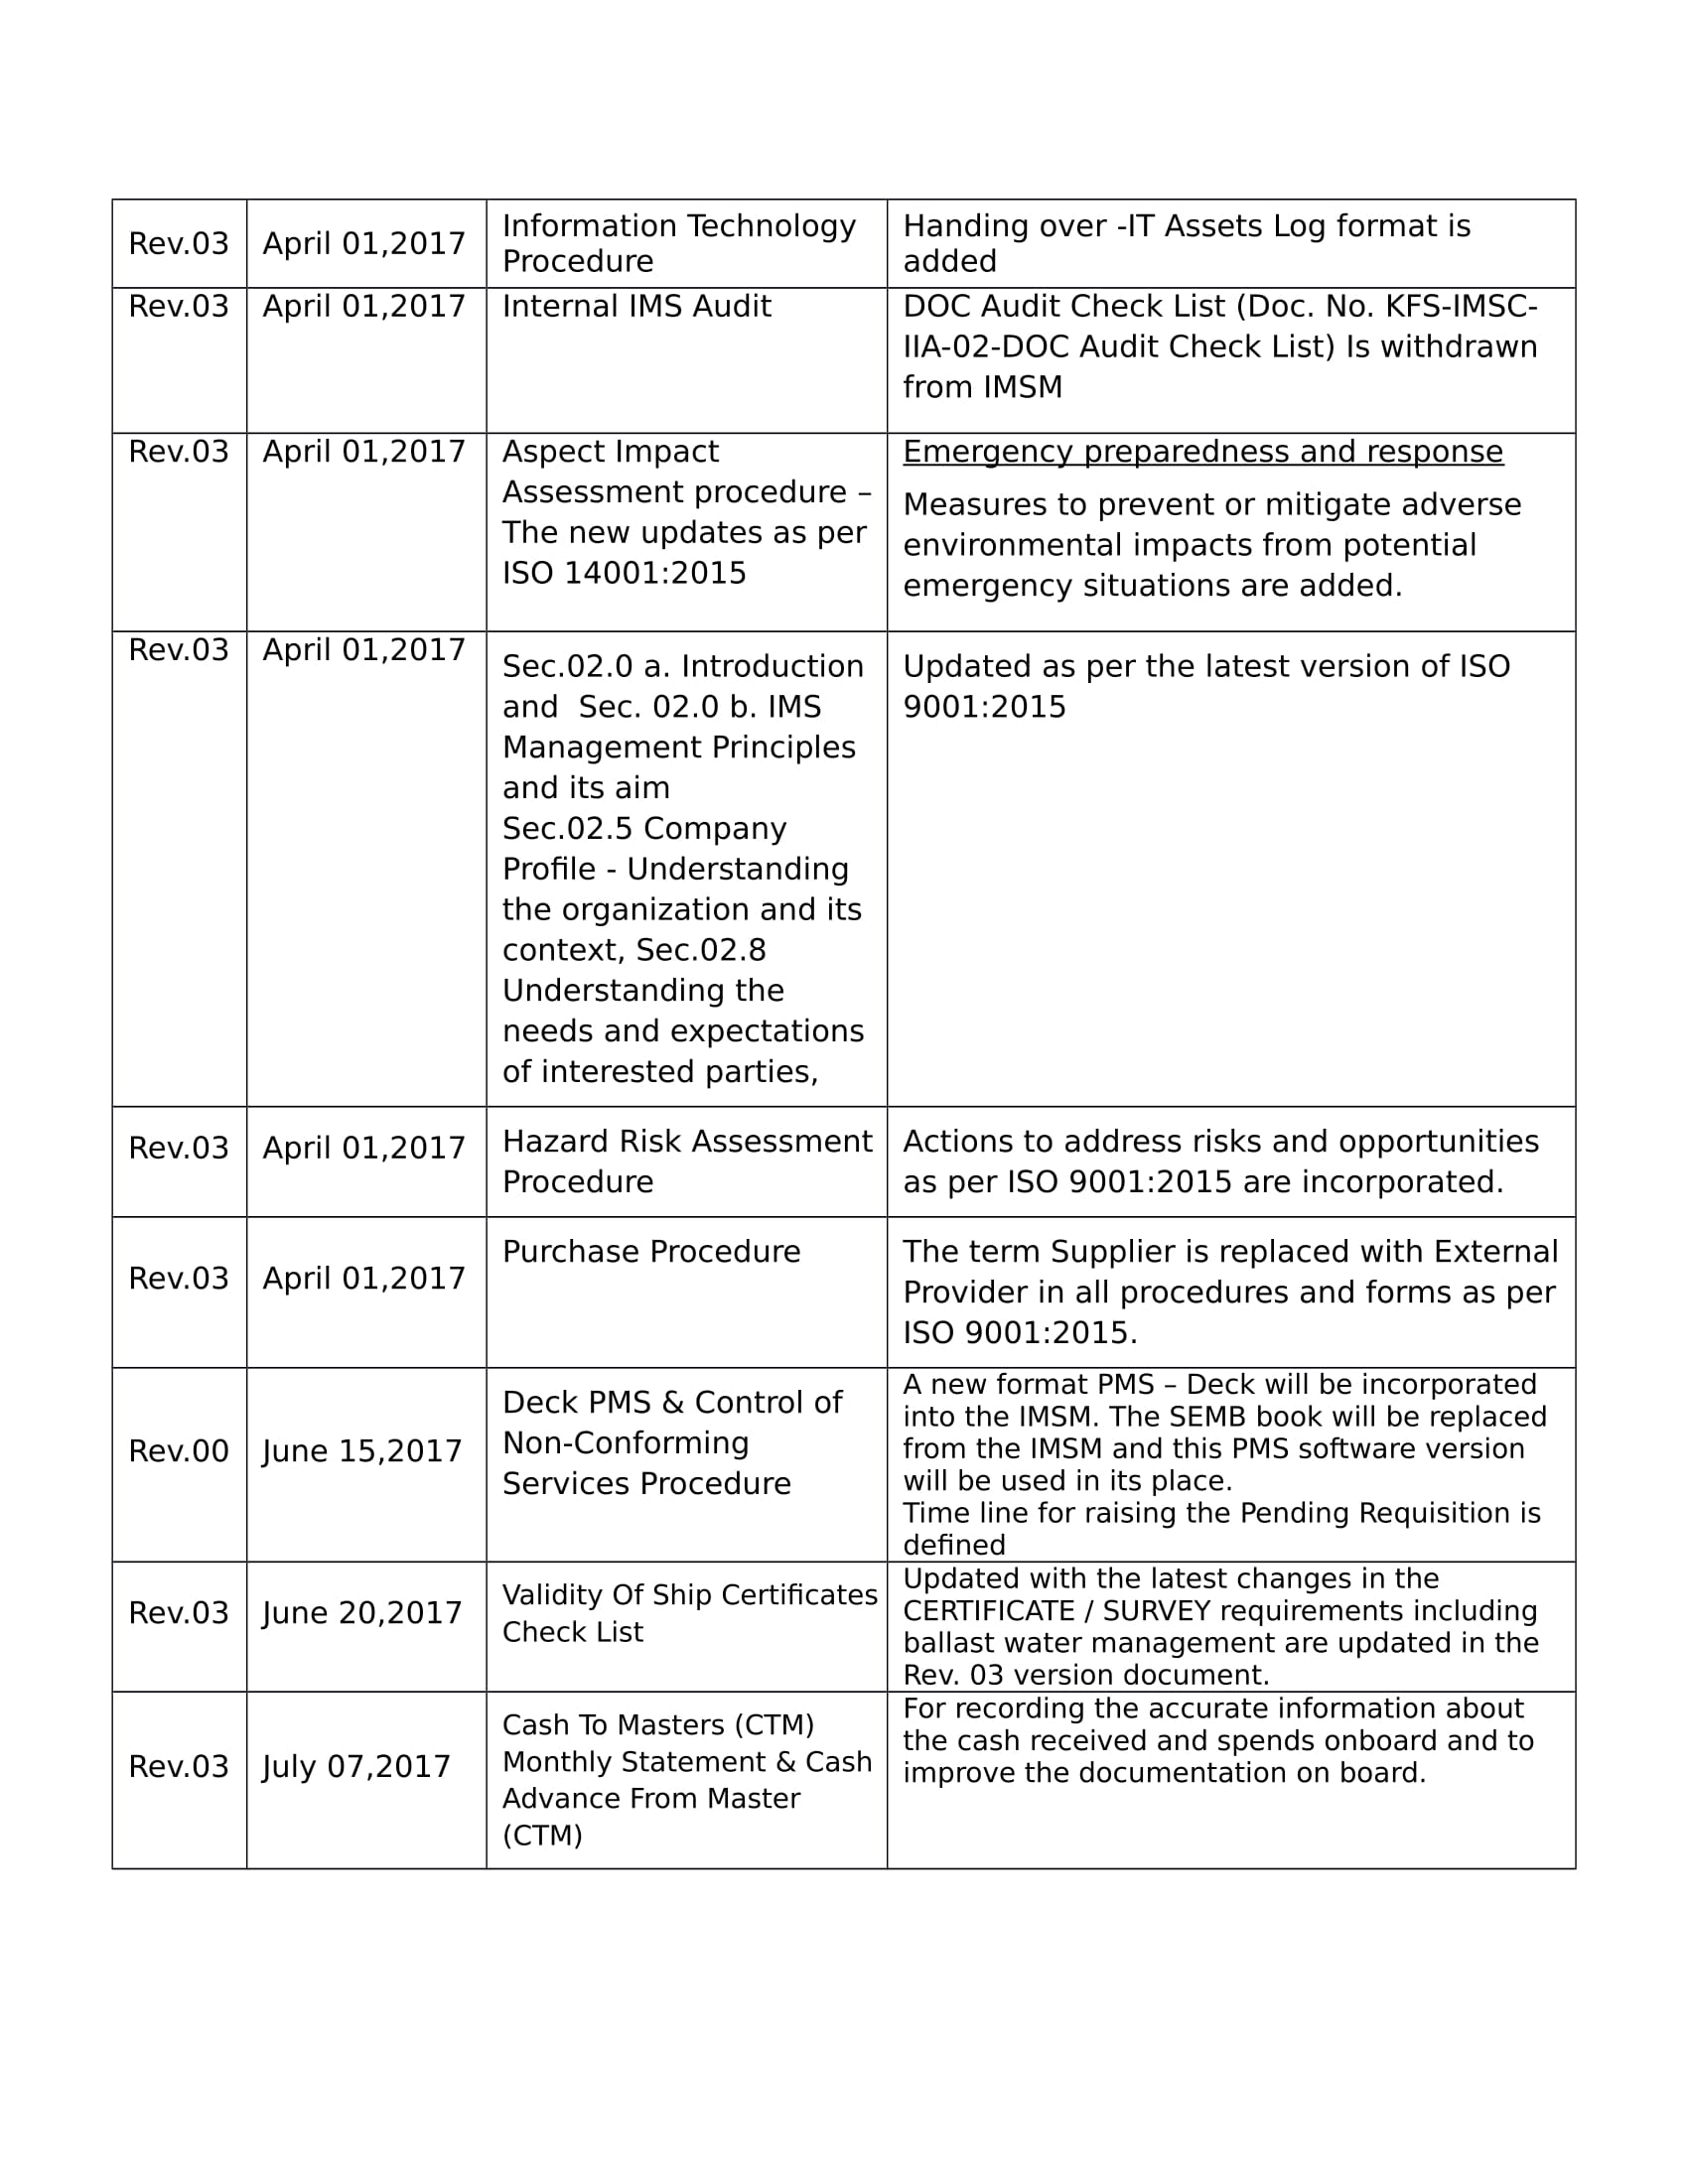 Rev.03
April 01,2017
Information Technology
Procedure
Handing over -IT Assets Log format is
added
Rev.03
April 01,2017
Internal IMS Audit
DOC Audit Check List (Doc. No. KFS-IMSC-
IIA-02-DOC Audit Check List) Is withdrawn
from IMSM
Rev.03
April 01,2017
Aspect Impact
Assessment procedure –
The new updates as per
ISO 14001:2015
Emergency preparedness and response
Measures to prevent or mitigate adverse
environmental impacts from potential
emergency situations are added.
Rev.03
April 01,2017
Sec.02.0 a. Introduction
and  Sec. 02.0 b. IMS
Management Principles
and its aim
Sec.02.5 Company
Profile - Understanding
the organization and its
context, Sec.02.8
Understanding the
needs and expectations
of interested parties,
Updated as per the latest version of ISO
9001:2015
Rev.03
April 01,2017
Hazard Risk Assessment
Procedure
Actions to address risks and opportunities
as per ISO 9001:2015 are incorporated.
Rev.03
April 01,2017
Purchase Procedure
The term Supplier is replaced with External
Provider in all procedures and forms as per
ISO 9001:2015.
Rev.00
June 15,2017
Deck PMS & Control of
Non-Conforming
Services Procedure
A new format PMS – Deck will be incorporated
into the IMSM. The SEMB book will be replaced
from the IMSM and this PMS software version
will be used in its place.
Time line for raising the Pending Requisition is
defined
Rev.03
June 20,2017
Validity Of Ship Certificates
Check List
Updated with the latest changes in the
CERTIFICATE / SURVEY requirements including
ballast water management are updated in the
Rev. 03 version document.
Rev.03
July 07,2017
Cash To Masters (CTM)
Monthly Statement & Cash
Advance From Master
(CTM)
For recording the accurate information about
the cash received and spends onboard and to
improve the documentation on board.